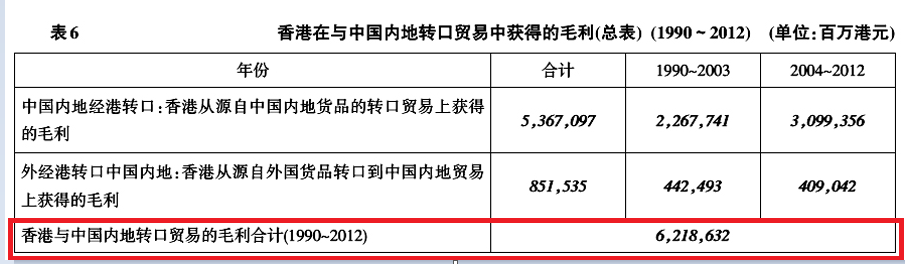 表6 香港在与中国内地转口贸易中获得的毛利(总表) (1990~2012) (单位:百万港元)
年份 合计 1990~2003 2004~2012
中国内地经港转口:香港从源自中国内地货品的转口贸易上获得
的毛利 5,367,097 2,267,741 3,099,356
外经港转口中国内地:香港从源自外国货品转口到中国内地贸易
上获得的毛利 851,535 442,493 409,042
香港与中国内地转口贸易的毛利合计(1990~2012) 6,218,632